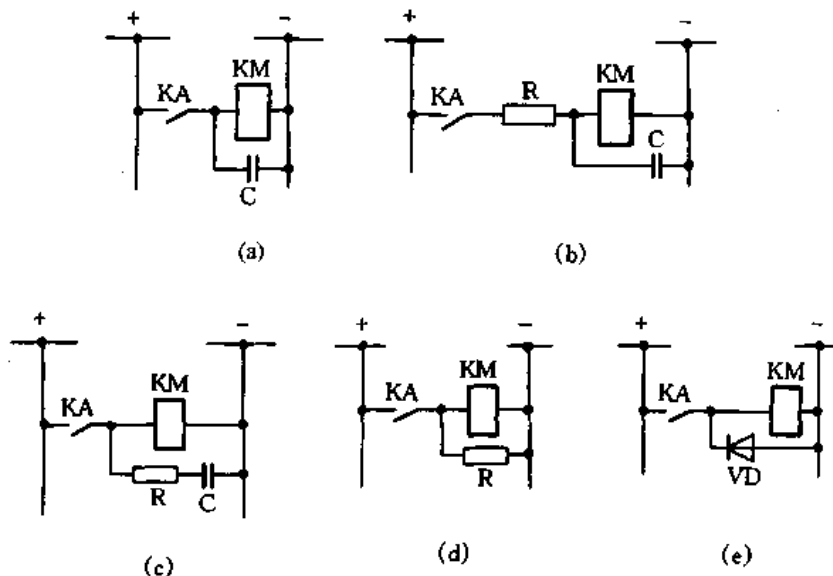 + - + -
KA KM KA R KM
C C
(a) (b)
+ - + - + -
KA KM KA KM KA KM
R C R VD
(c) (d) (e)